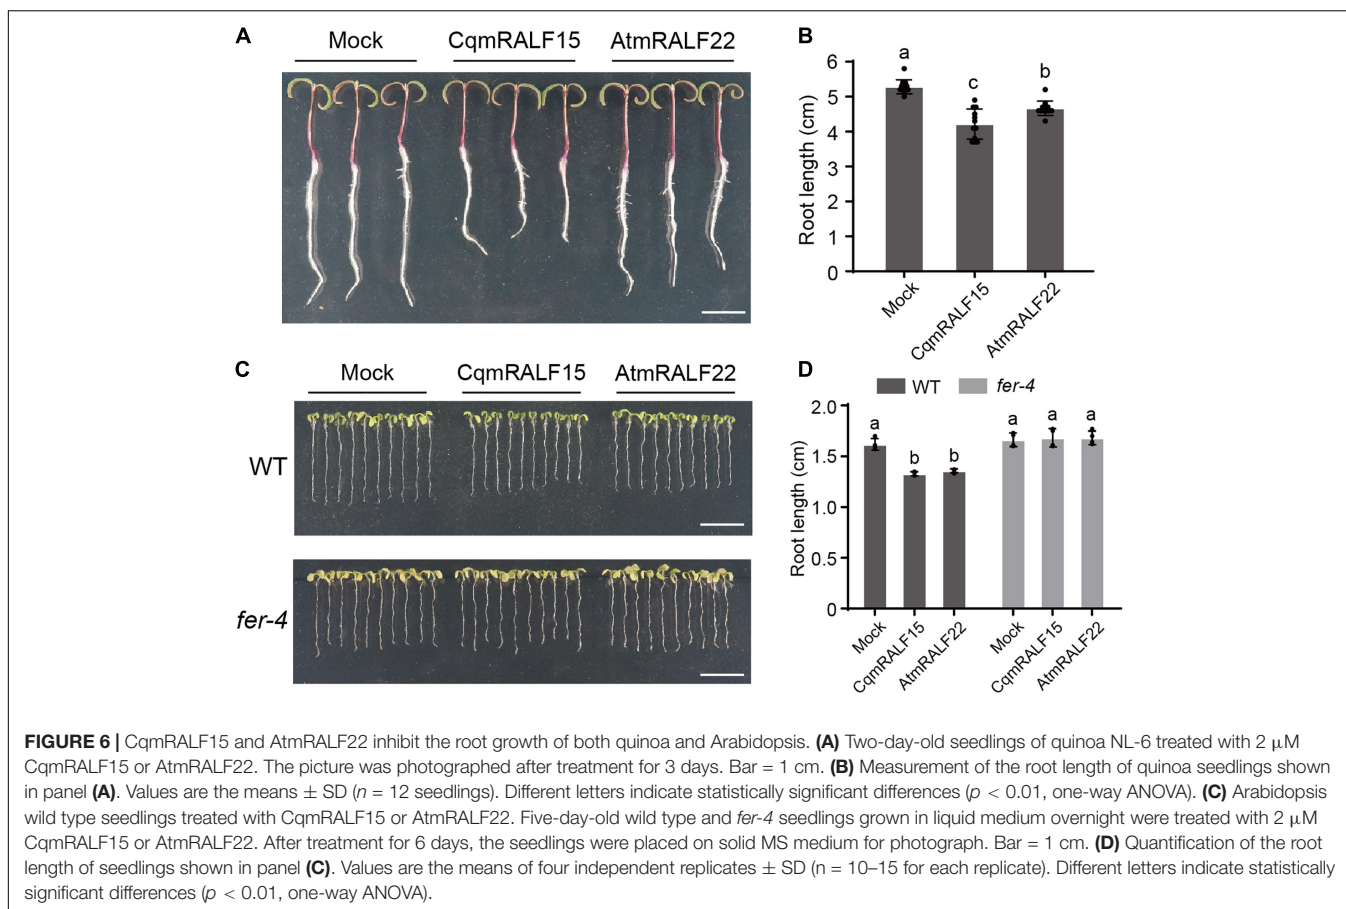 A
Mock CqmRALF15 AtmRALF22
B
Root length (cm)
6
5
4
3
2
1
0
a
c
b
Mock
CqmRALF15
AtmRALF22
C
Mock CqmRALF15 AtmRALF22
WT
fer-4
D
WT fer-4
Root length (cm)
2.0
1.5
1.0
0.5
0
a b b a a a
Mock
CqmRALF15
AtmRALF22
Mock
CqmRALF15
AtmRALF22
FIGURE 6 | CqmRALF15 and AtmRALF22 inhibit the root growth of both quinoa and Arabidopsis. (A) Two-day-old seedlings of quinoa NL-6 treated with 2 μM
CqmRALF15 or AtmRALF22. The picture was photographed after treatment for 3 days. Bar = 1 cm. (B) Measurement of the root length of quinoa seedlings shown
in panel (A). Values are the means ± SD (n = 12 seedlings). Different letters indicate statistically significant differences (p < 0.01, one-way ANOVA). (C) Arabidopsis
wild type seedlings treated with CqmRALF15 or AtmRALF22. Five-day-old wild type and fer-4 seedlings grown in liquid medium overnight were treated with 2 μM
CqmRALF15 or AtmRALF22. After treatment for 6 days, the seedlings were placed on solid MS medium for photograph. Bar = 1 cm. (D) Quantification of the root
length of seedlings shown in panel (C). Values are the means of four independent replicates ± SD (n = 10–15 for each replicate). Different letters indicate statistically
significant differences (p < 0.01, one-way ANOVA).